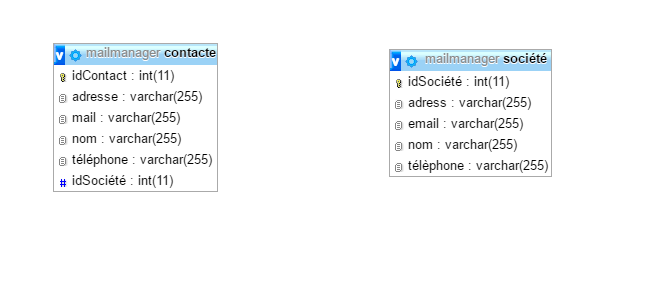 v mailmanager contacte
idContact : int(11)
adresse : varchar(255)
mail : varchar(255)
nom : varchar(255)
téléphone : varchar(255)
# idSociété : int(11)
v mailmanager société
idSociété : int(11)
adress : varchar(255)
email : varchar(255)
nom : varchar(255)
télèphone : varchar(255)